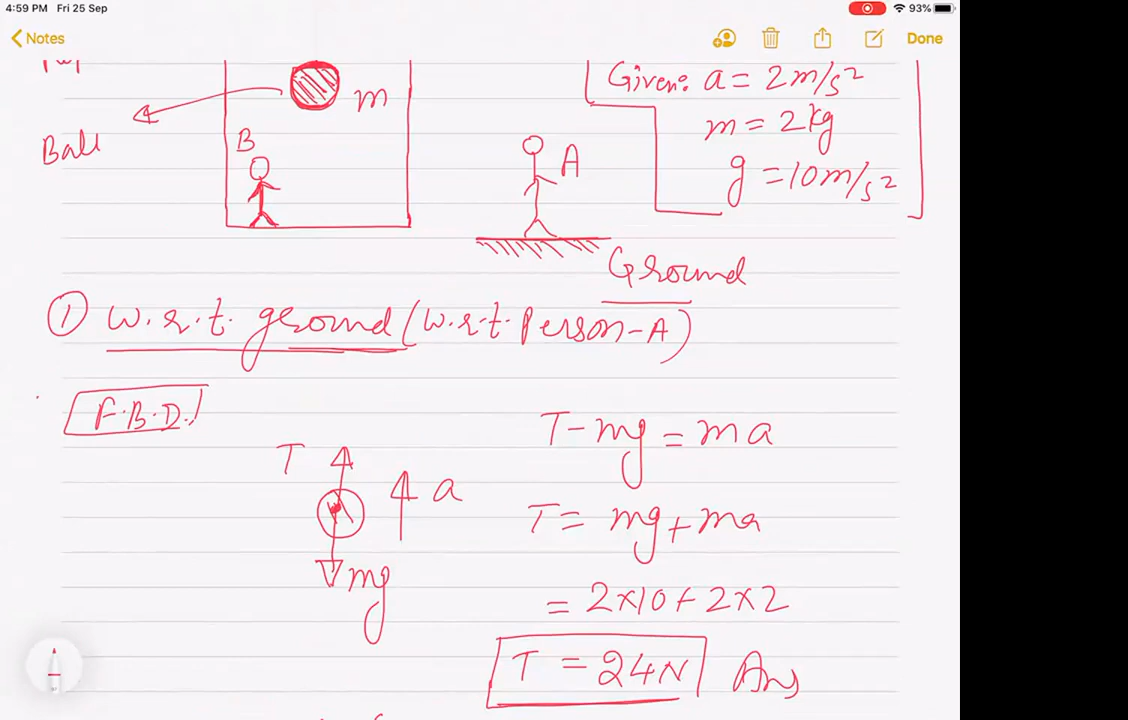 4:59 PM Fri 25 Sep
93%
Notes
Done
m
Ball
B
A
Given: a = 2m/s²
m = 2kg
g = 10m/s²
Ground
① w.r.t. ground (w.r.t. Person-A)
F.B.D.
T
a
mg
T - mg = ma
T = mg + ma
= 2×10 + 2×2
T = 24N Ans